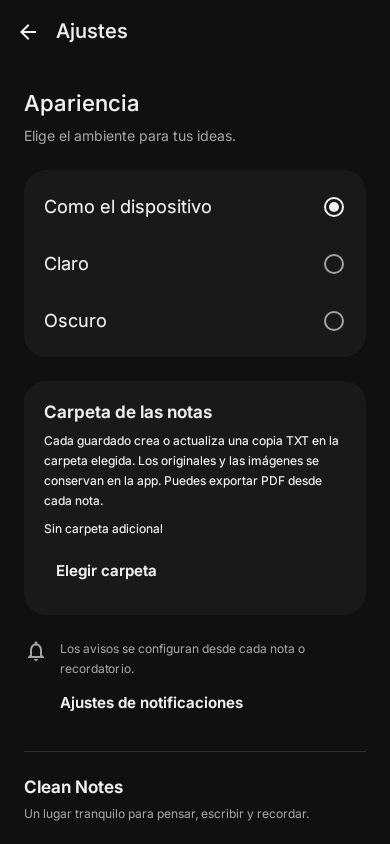 Ajustes
Apariencia
Elige el ambiente para tus ideas.
Como el dispositivo
Claro
Oscuro
Carpeta de las notas
Cada guardado crea o actualiza una copia TXT en la
carpeta elegida. Los originales y las imágenes se
conservan en la app. Puedes exportar PDF desde
cada nota.
Sin carpeta adicional
Elegir carpeta
Los avisos se configuran desde cada nota o
recordatorio.
Ajustes de notificaciones
Clean Notes
Un lugar tranquilo para pensar, escribir y recordar.